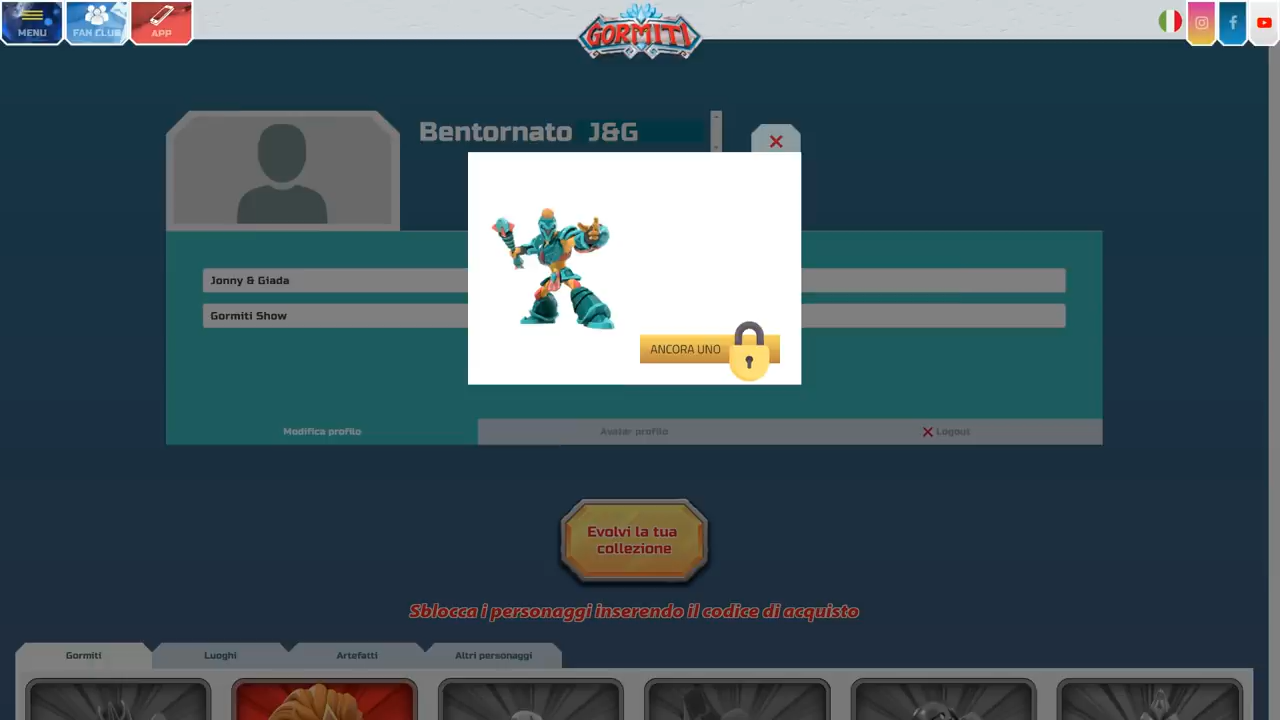 MENU
FAN CLUB
APP
GORMITI
Bentornato J&G
Jonny & Giada
Gormiti Show
ANCORA UNO
Modifica profilo
Avatar profilo
Logout
Evolvi la tua
collezione
Sblocca i personaggi inserendo il codice di acquisto
Gormiti
Luoghi
Artefatti
Altri personaggi